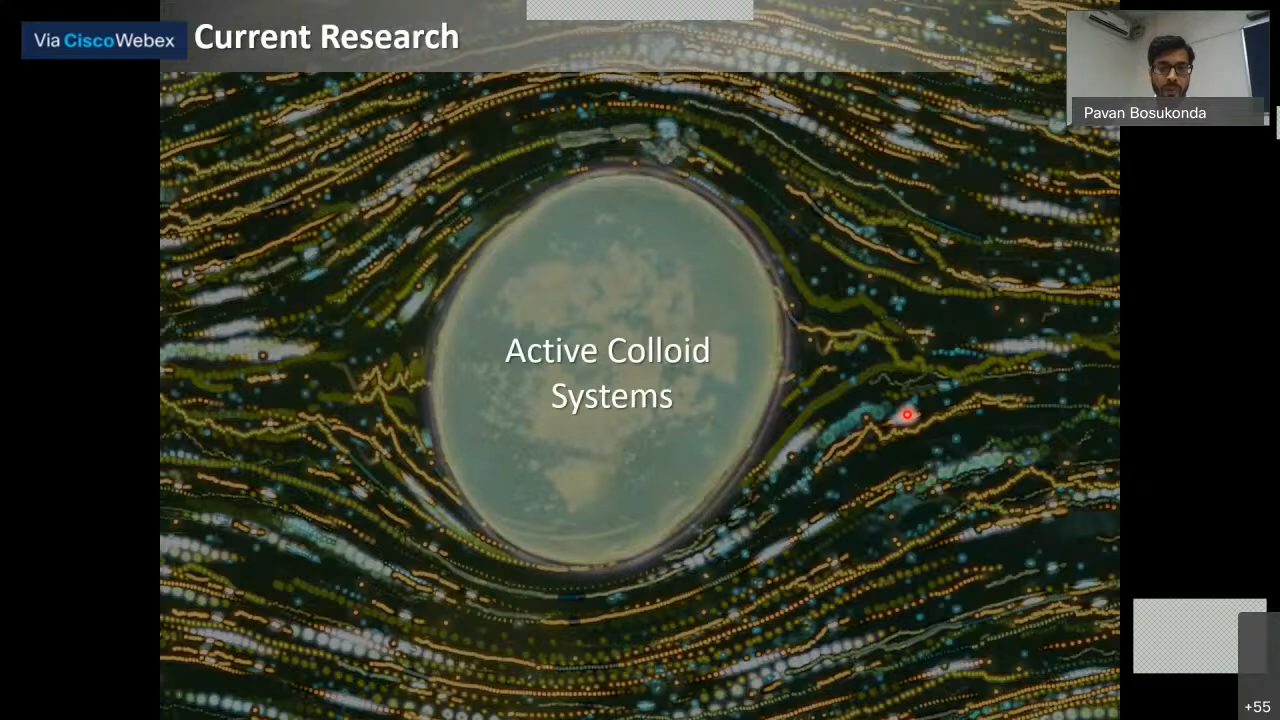 Via CiscoWebex
Current Research
Pavan Bosukonda
Active Colloid
Systems
+55